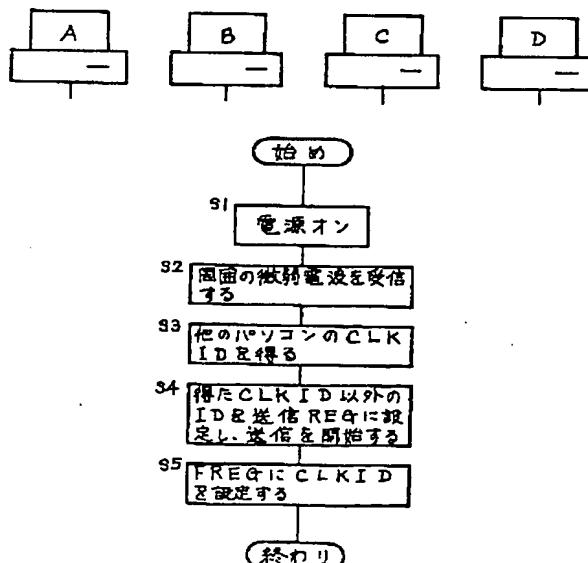 A B C D
始め
S1
電源オン
S2
周囲の微弱電波を受信
する
S3
他のパソコンのCLK
IDを得る
S4
得たCLKID以外の
IDを送信REGに設
定し、送信を開始する
S5
FREGにCLKID
を設定する
終わり